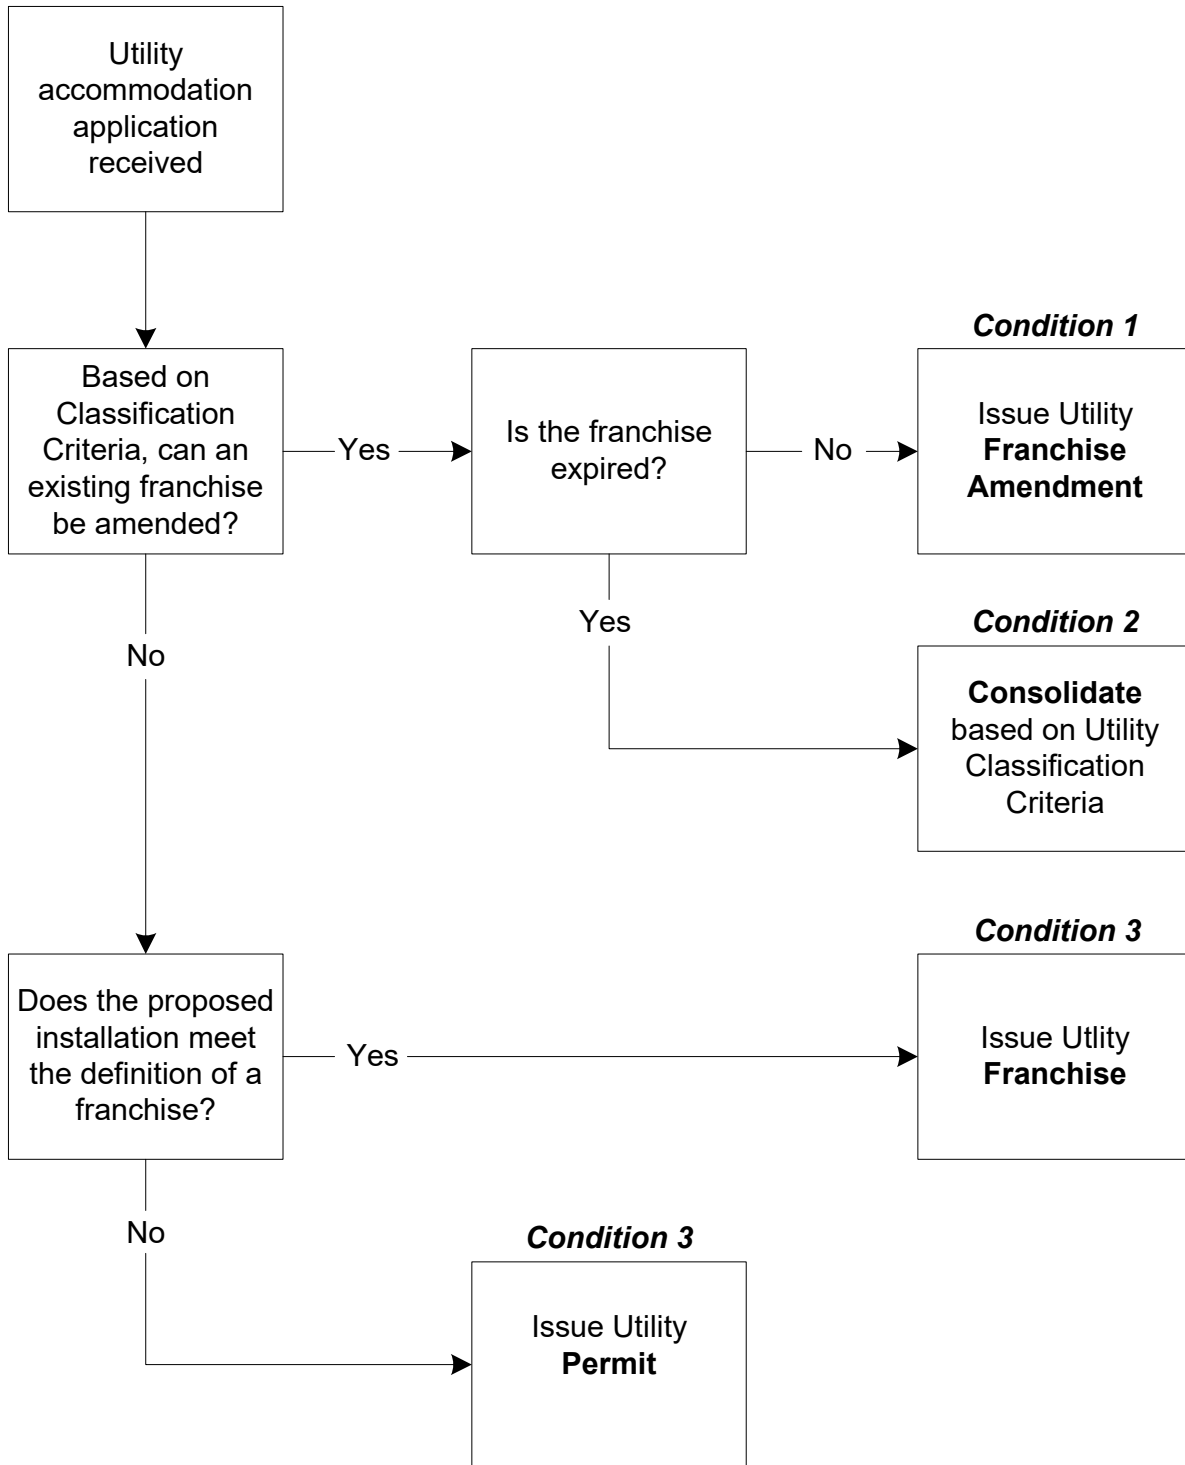 Utility
accommodation
application
received
Condition 1
Based on
Classification
Criteria, can an
existing franchise
be amended?
Yes
Is the franchise
expired?
No
Issue Utility
Franchise
Amendment
Yes
Condition 2
No
Consolidate
based on Utility
Classification
Criteria
Condition 3
Does the proposed
installation meet
the definition of a
franchise?
Yes
Issue Utlity
Franchise
No
Condition 3
Issue Utility
Permit